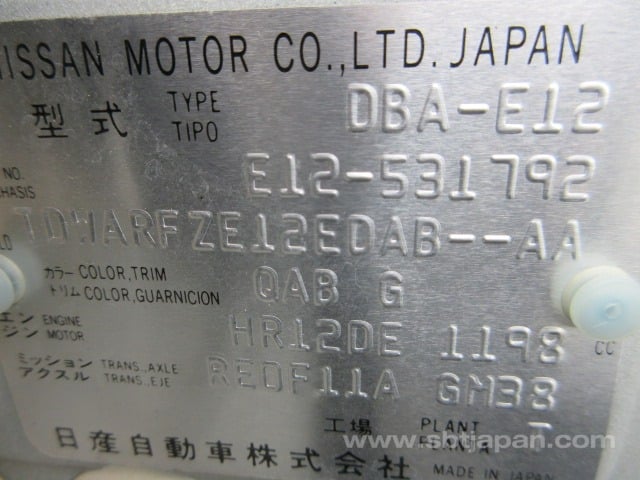 NISSAN MOTOR CO.,LTD. JAPAN
型式 TYPE TIPO DBA-E12
NO. CHASIS E12-531792
TDWARFZE12EDAB--AA
カラー COLOR,TRIM
トリム COLOR,GUARNICION QAB G
エンジン ENGINE MOTOR HR12DE 1198 CC
ミッション TRANS.,AXLE
アクスル TRANS.,EJE RE0F11A GM38
工場 PLANT PLANTA T
日産自動車株式会社 MADE IN JAPAN
www.sbtjapan.com